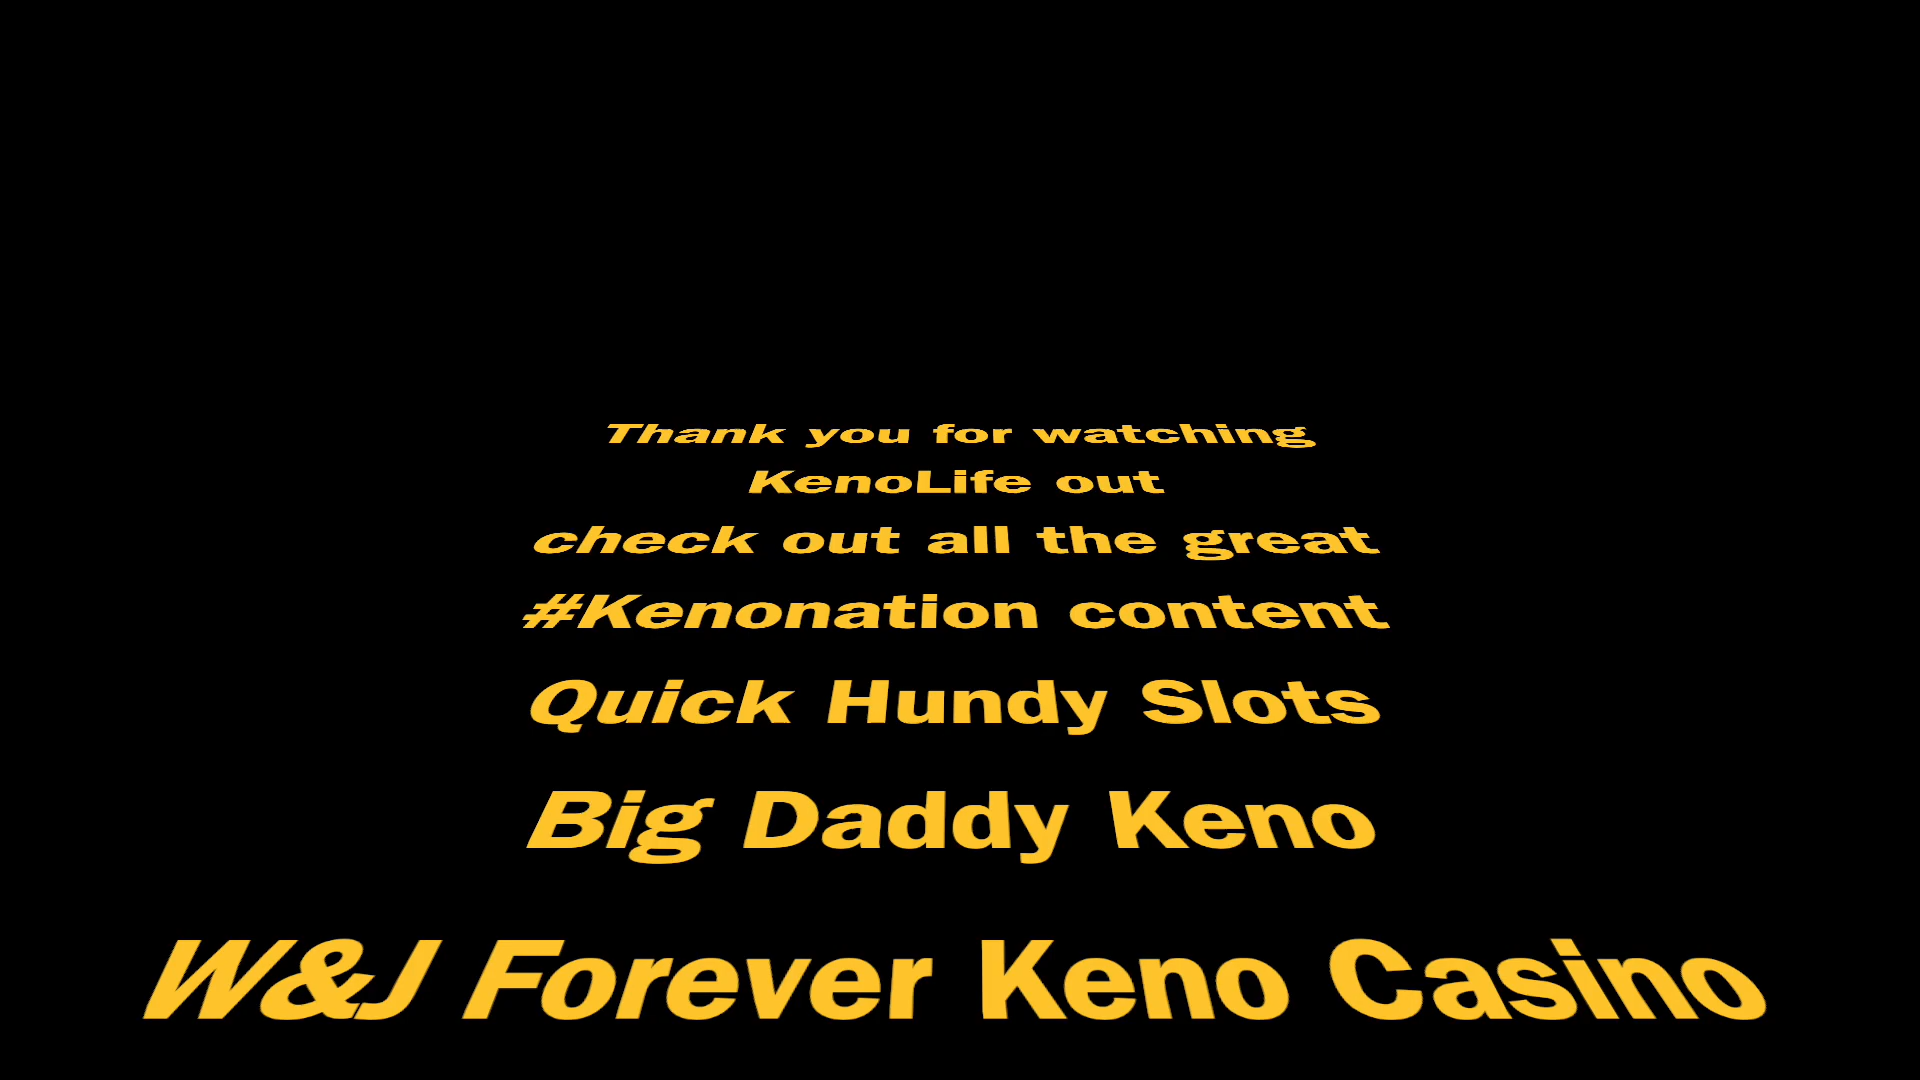 Thank you for watching
KenoLife out
check out all the great
#Kenonation content
Quick Hundy Slots
Big Daddy Keno
W&J Forever Keno Casino